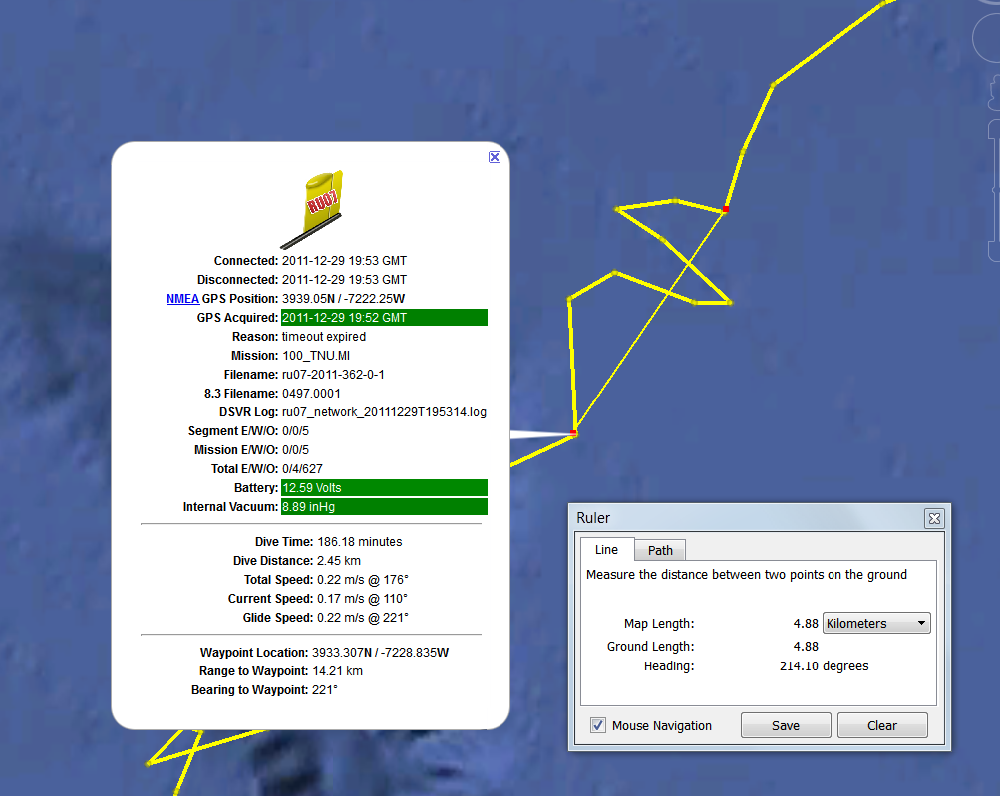 RU07
Connected: 2011-12-29 19:53 GMT
Disconnected: 2011-12-29 19:53 GMT
NMEA GPS Position: 3939.05N / -7222.25W
GPS Acquired: 2011-12-29 19:52 GMT
Reason: timeout expired
Mission: 100_TNU.MI
Filename: ru07-2011-362-0-1
8.3 Filename: 0497.0001
DSVR Log: ru07_network_20111229T195314.log
Segment E/W/O: 0/0/5
Mission E/W/O: 0/0/5
Total E/W/O: 0/4/627
Battery: 12.59 Volts
Internal Vacuum: 8.89 inHg
Dive Time: 186.18 minutes
Dive Distance: 2.45 km
Total Speed: 0.22 m/s @ 176°
Current Speed: 0.17 m/s @ 110°
Glide Speed: 0.22 m/s @ 221°
Waypoint Location: 3933.307N / -7228.835W
Range to Waypoint: 14.21 km
Bearing to Waypoint: 221°
Ruler
Line Path
Measure the distance between two points on the ground
Map Length: 4.88 Kilometers
Ground Length: 4.88
Heading: 214.10 degrees
Mouse Navigation Save Clear